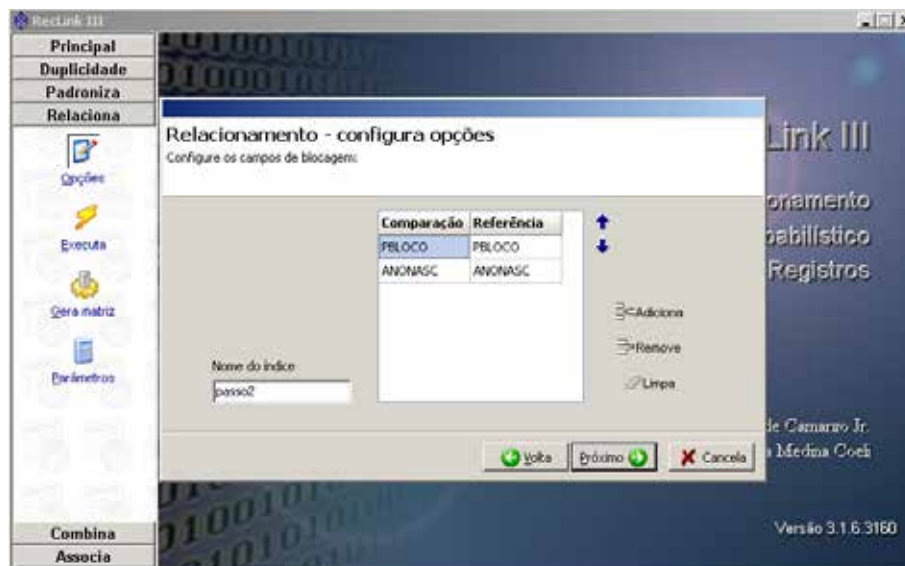 RecLink III
Principal
Duplicidade
Padroniza
Relaciona
Opções
Executa
Gera matriz
Parâmetros
Combina
Associa
Relacionamento - configura opções
Configure os campos de blocagem:
Comparação Referência
PBLOCO PBLOCO
ANONASC ANONASC
Adiciona
Remove
Limpa
Nome do índice
passo2
Volta Próximo Cancela
Link III
onamento
abilístico
Registros
de Camargo Jr.
Medina Coeli
Versão 3.1.6.3160